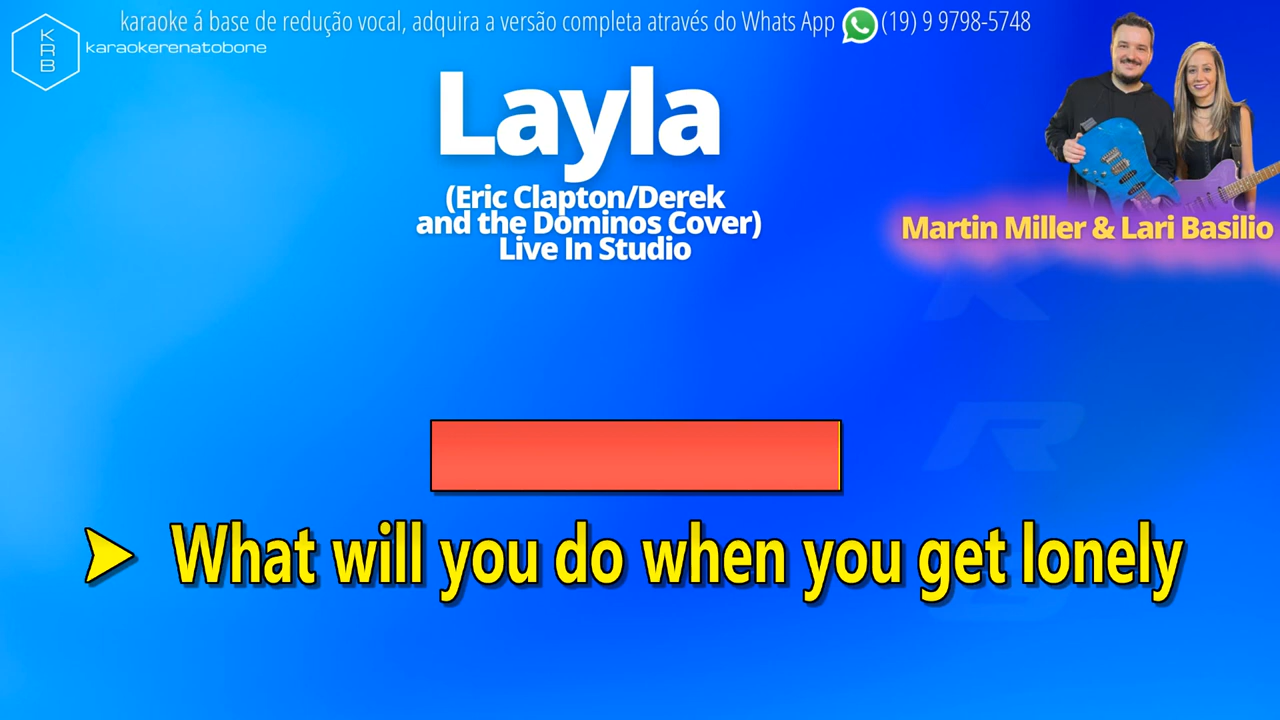 karaoke á base de redução vocal, adquira a versão completa através do Whats App (19) 9 9798-5748
K
R
B
karaokerenatobone
Layla
(Eric Clapton/Derek
and the Dominos Cover)
Live In Studio
Martin Miller & Lari Basilio
K
R
B
What will you do when you get lonely